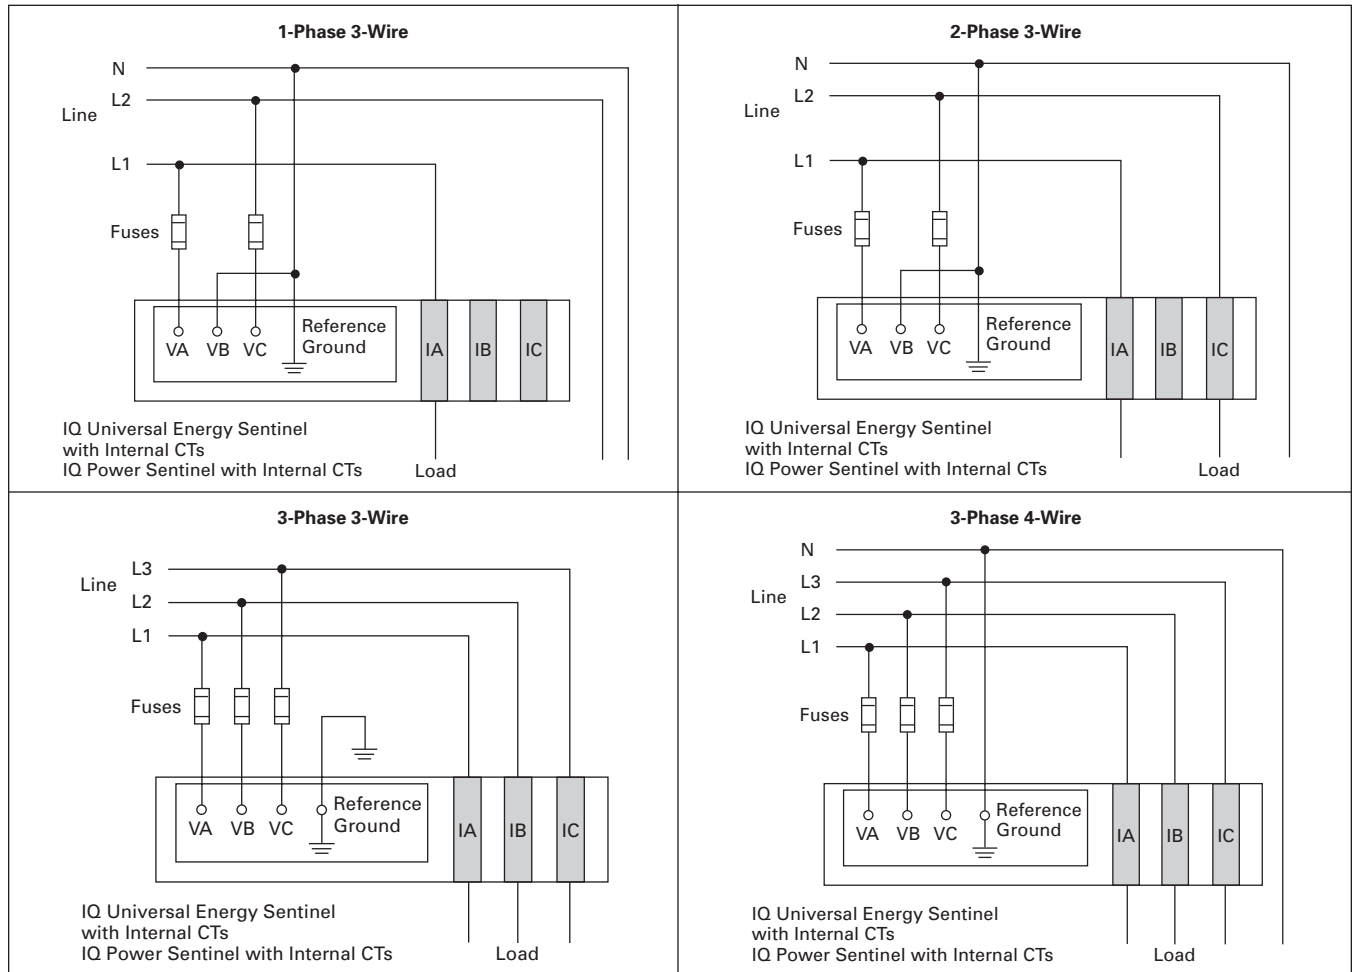 1-Phase 3-Wire
N
L2
Line
L1
Fuses
Reference
Ground
VA VB VC
IA IB IC
IQ Universal Energy Sentinel
with Internal CTs
IQ Power Sentinel with Internal CTs
Load
2-Phase 3-Wire
N
L2
Line
L1
Fuses
Reference
Ground
VA VB VC
IA IB IC
IQ Universal Energy Sentinel
with Internal CTs
IQ Power Sentinel with Internal CTs
Load
3-Phase 3-Wire
L3
Line
L2
L1
Fuses
Reference
Ground
VA VB VC
IA IB IC
IQ Universal Energy Sentinel
with Internal CTs
IQ Power Sentinel with Internal CTs
Load
3-Phase 4-Wire
N
L3
Line
L2
L1
Fuses
Reference
Ground
VA VB VC
IA IB IC
IQ Universal Energy Sentinel
with Internal CTs
IQ Power Sentinel with Internal CTs
Load